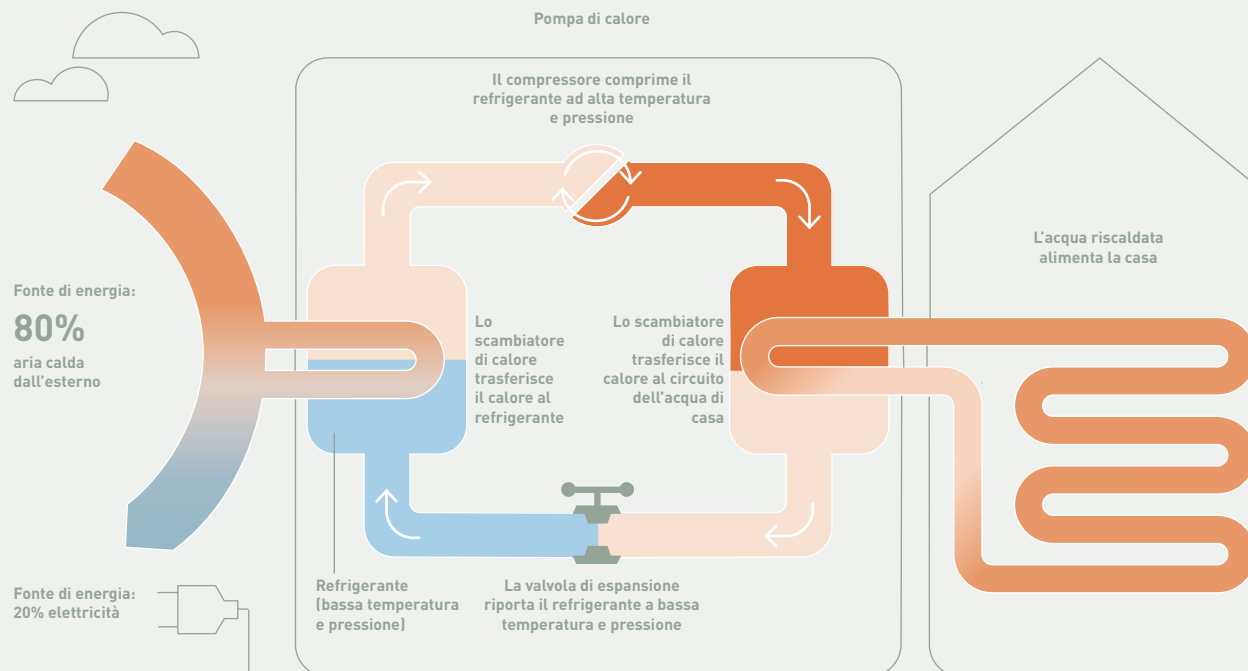 Pompa di calore
Il compressore comprime il
refrigerante ad alta temperatura
e pressione
Fonte di energia:
80%
aria calda
dall'esterno
Lo
scambiatore
di calore
trasferisce
il calore al
refrigerante
Lo scambiatore
di calore
trasferisce il
calore al circuito
dell'acqua di
casa
L'acqua riscaldata
alimenta la casa
Fonte di energia:
20% elettricità
Refrigerante
(bassa temperatura
e pressione)
La valvola di espansione
riporta il refrigerante a bassa
temperatura e pressione